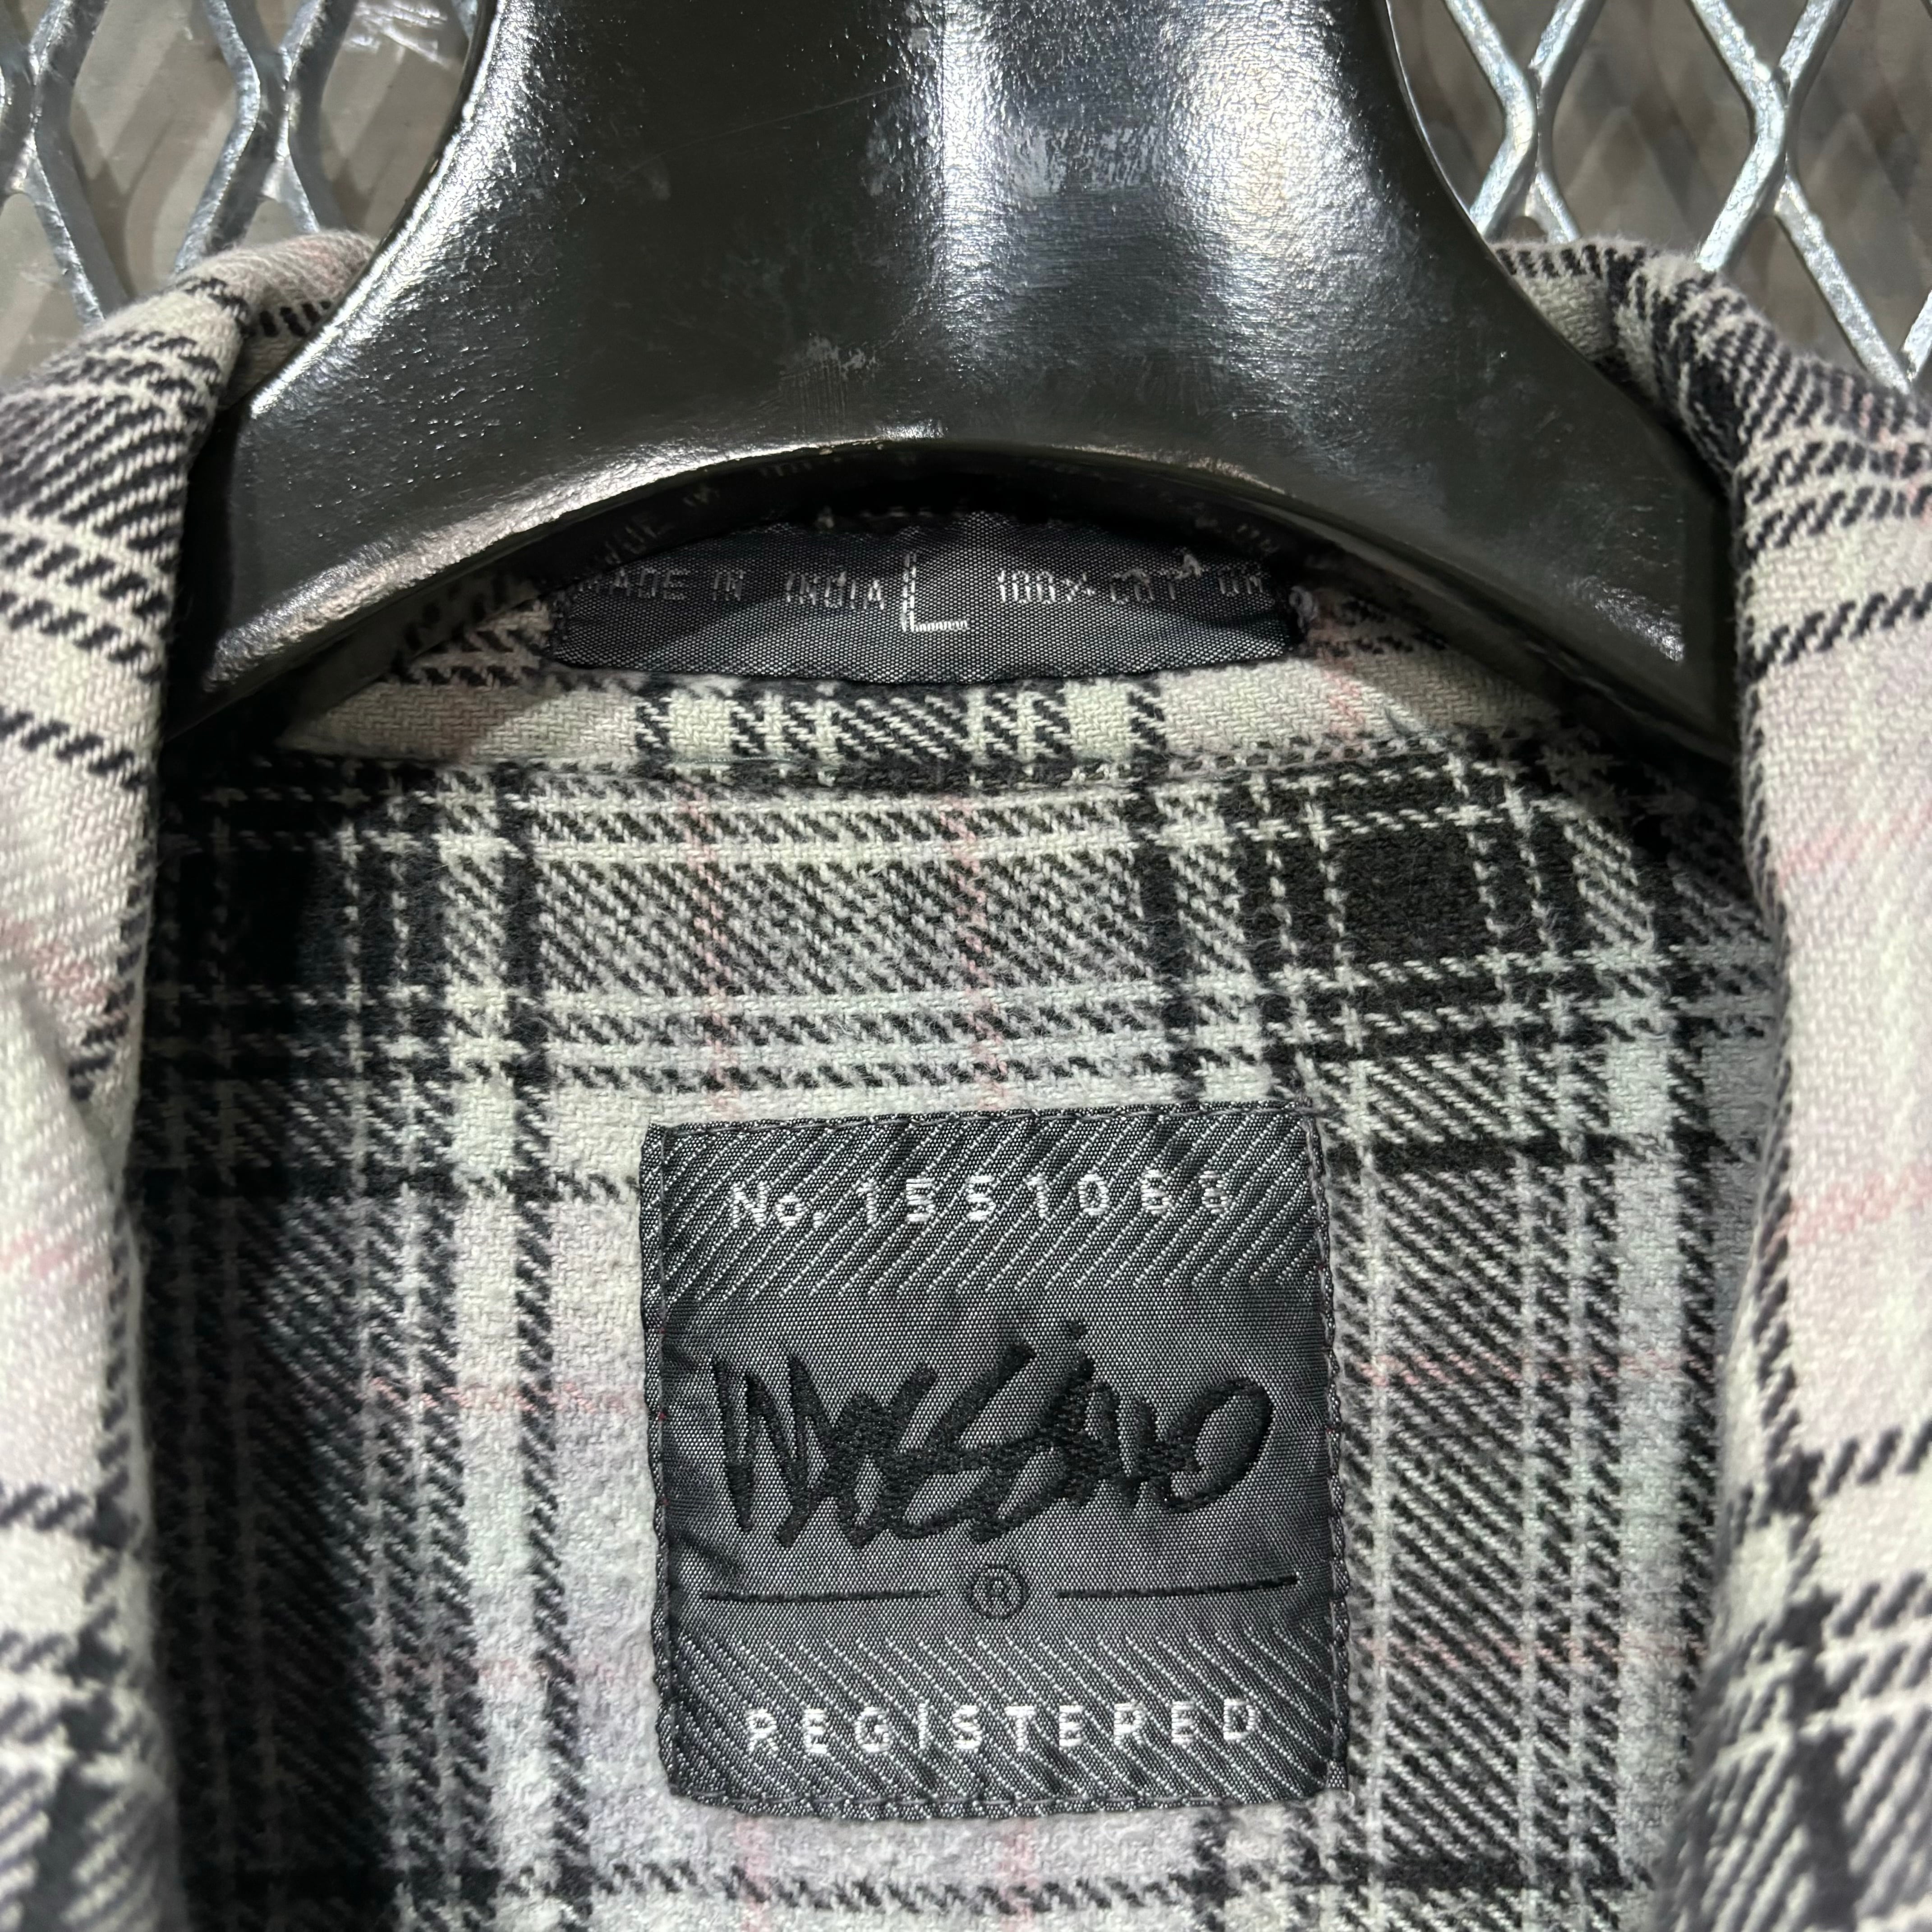 MADE IN INDIA L 100% COTTON
No. 1551068
Mossimo
®
REGISTERED